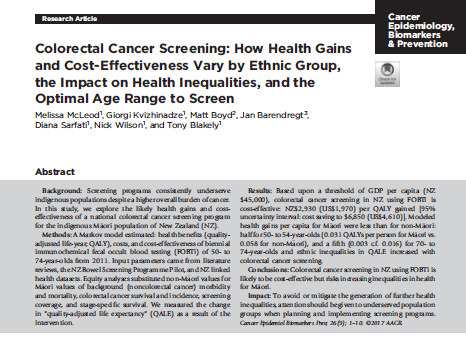 Research Article
Cancer
Epidemiology,
Biomarkers
& Prevention
Colorectal Cancer Screening: How Health Gains
and Cost-Effectiveness Vary by Ethnic Group,
the Impact on Health Inequalities, and the
Optimal Age Range to Screen
Melissa McLeod¹, Giorgi Kvizhinadze¹, Matt Boyd², Jan Barendregt³,
Diana Sarfati¹, Nick Wilson¹, and Tony Blakely¹
Abstract
Background: Screening programs consistently underserve
indigenous populations despite a higher overall burden of cancer.
In this study, we explore the likely health gains and cost-
effectiveness of a national colorectal cancer screening program
for the indigenous Māori population of New Zealand (NZ).
Methods: A Markov model estimated: health benefits (quality-
adjusted life-year; QALY), costs, and cost-effectiveness of biennial
immunochemical fecal occult blood testing (FOBTi) of 50- to
74-year-olds from 2011. Input parameters came from literature
reviews, the NZ Bowel Screening Programme Pilot, and NZ linked
health datasets. Equity analyses substituted non-Māori values for
Māori values of background (noncolorectal cancer) morbidity
and mortality, colorectal cancer survival and incidence, screening
coverage, and stage-specific survival. We measured the change
in "quality-adjusted life expectancy" (QALE) as a result of the
intervention.
Results: Based upon a threshold of GDP per capita (NZ
$45,000), colorectal cancer screening in NZ using FOBTi is
cost-effective: NZ$2,930 (US$1,970) per QALY gained [95%
uncertainty interval: cost saving to $6,850 (US$4,610)]. Modeled
health gains per capita for Māori were less than for non-Māori:
half for 50- to 54-year-olds (0.031 QALYs per person for Māori vs.
0.058 for non-Māori), and a fifth (0.003 cf. 0.016) for 70- to
74-year-olds and ethnic inequalities in QALE increased with
colorectal cancer screening.
Conclusions: Colorectal cancer screening in NZ using FOBTi is
likely to be cost-effective but risks increasing inequalities in health
for Māori.
Impact: To avoid or mitigate the generation of further health
inequalities, attention should be given to underserved population
groups when planning and implementing screening programs.
Cancer Epidemiol Biomarkers Prev; 26(9); 1–10. ©2017 AACR.